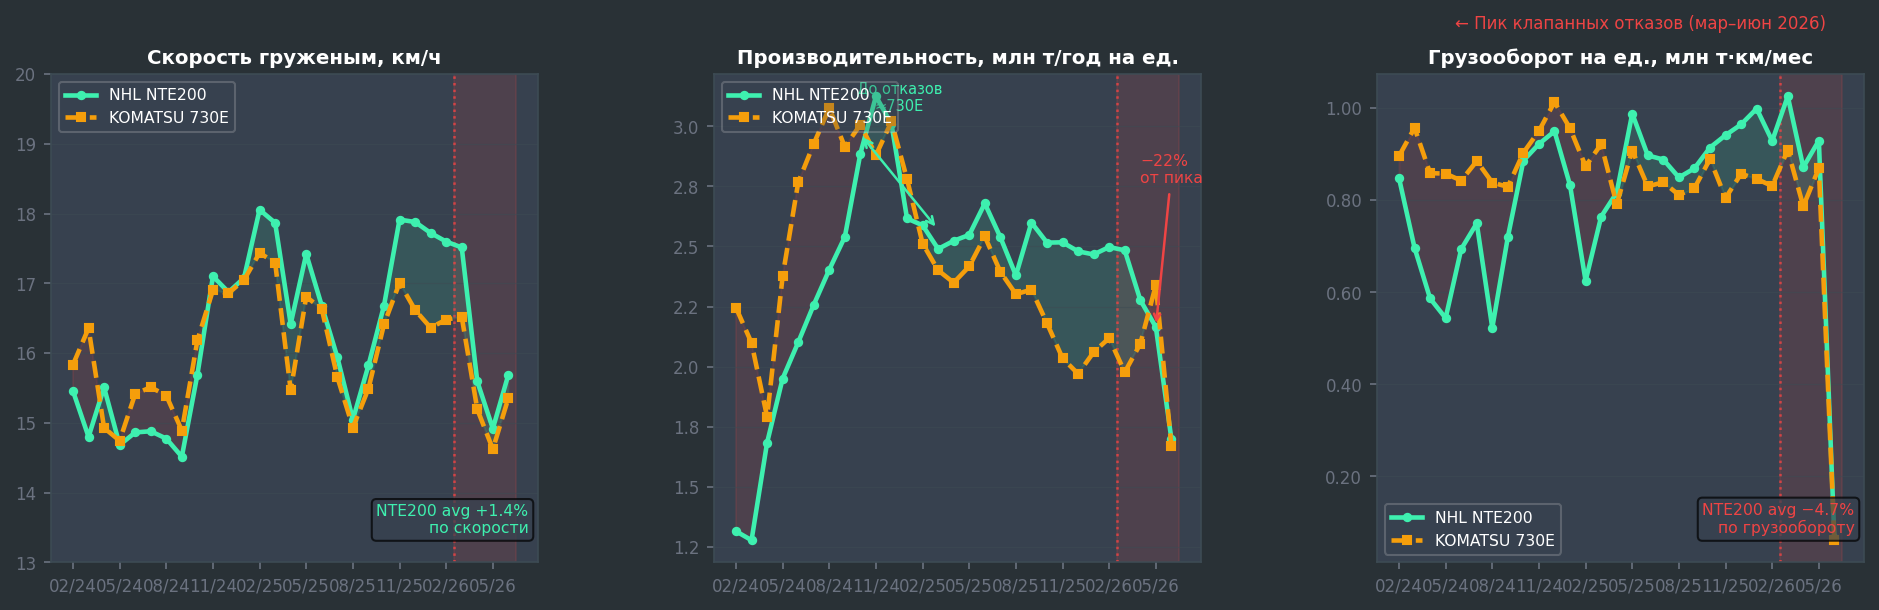 ← Пик клапанных отказов (мар–июн 2026)
Скорость груженым, км/ч
20
19
18
17
16
15
14
13
NHL NTE200
KOMATSU 730E
NTE200 avg +1.4%
по скорости
02/24 05/24 08/24 11/24 02/25 05/25 08/25 11/25 02/26 05/26
Производительность, млн т/год на ед.
3.0
2.8
2.5
2.2
2.0
1.8
1.5
1.2
NHL NTE200
KOMATSU 730E
До отказов
≈730E
−22%
от пика
02/24 05/24 08/24 11/24 02/25 05/25 08/25 11/25 02/26 05/26
Грузооборот на ед., млн т·км/мес
1.00
0.80
0.60
0.40
0.20
NHL NTE200
KOMATSU 730E
NTE200 avg −4.7%
по грузообороту
02/24 05/24 08/24 11/24 02/25 05/25 08/25 11/25 02/26 05/26